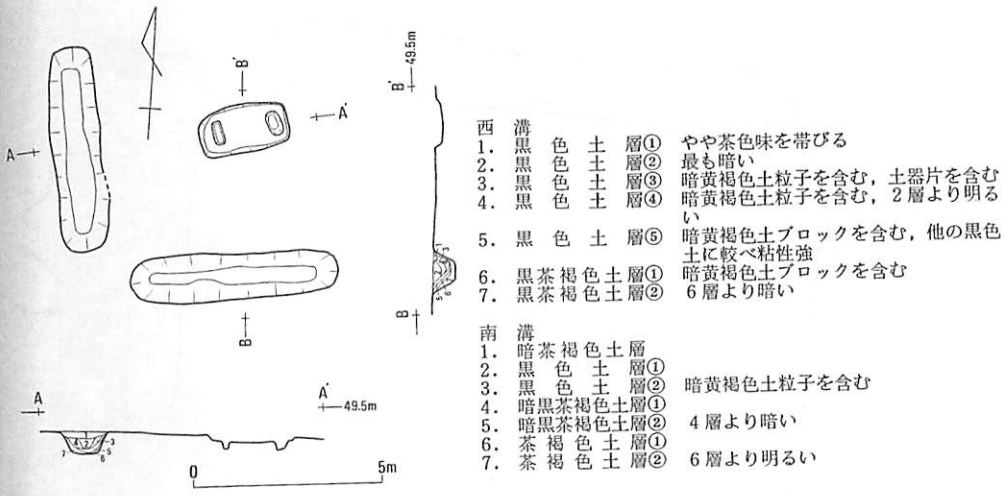 西溝
1. 黒色土層① やや茶色味を帯びる
2. 黒色土層② 最も暗い
3. 黒色土層③ 暗黄褐色土粒子を含む，土器片を含む
4. 黒色土層④ 暗黄褐色土粒子を含む，2層より明る
い
5. 黒色土層⑤ 暗黄褐色土ブロックを含む，他の黒色
土に較べ粘性強
6. 黒茶褐色土層① 暗黄褐色土ブロックを含む
7. 黒茶褐色土層② 6層より暗い
南溝
1. 暗茶褐色土層
2. 黒色土層①
3. 黒色土層② 暗黄褐色土粒子を含む
4. 暗黒茶褐色土層①
5. 暗黒茶褐色土層② 4層より暗い
6. 茶褐色土層①
7. 茶褐色土層② 6層より明るい
B'
A
A'
B
B'
49.5m
B
A
A'
49.5m
4 2 3
7 5
6
1
3
5 6
0 5m